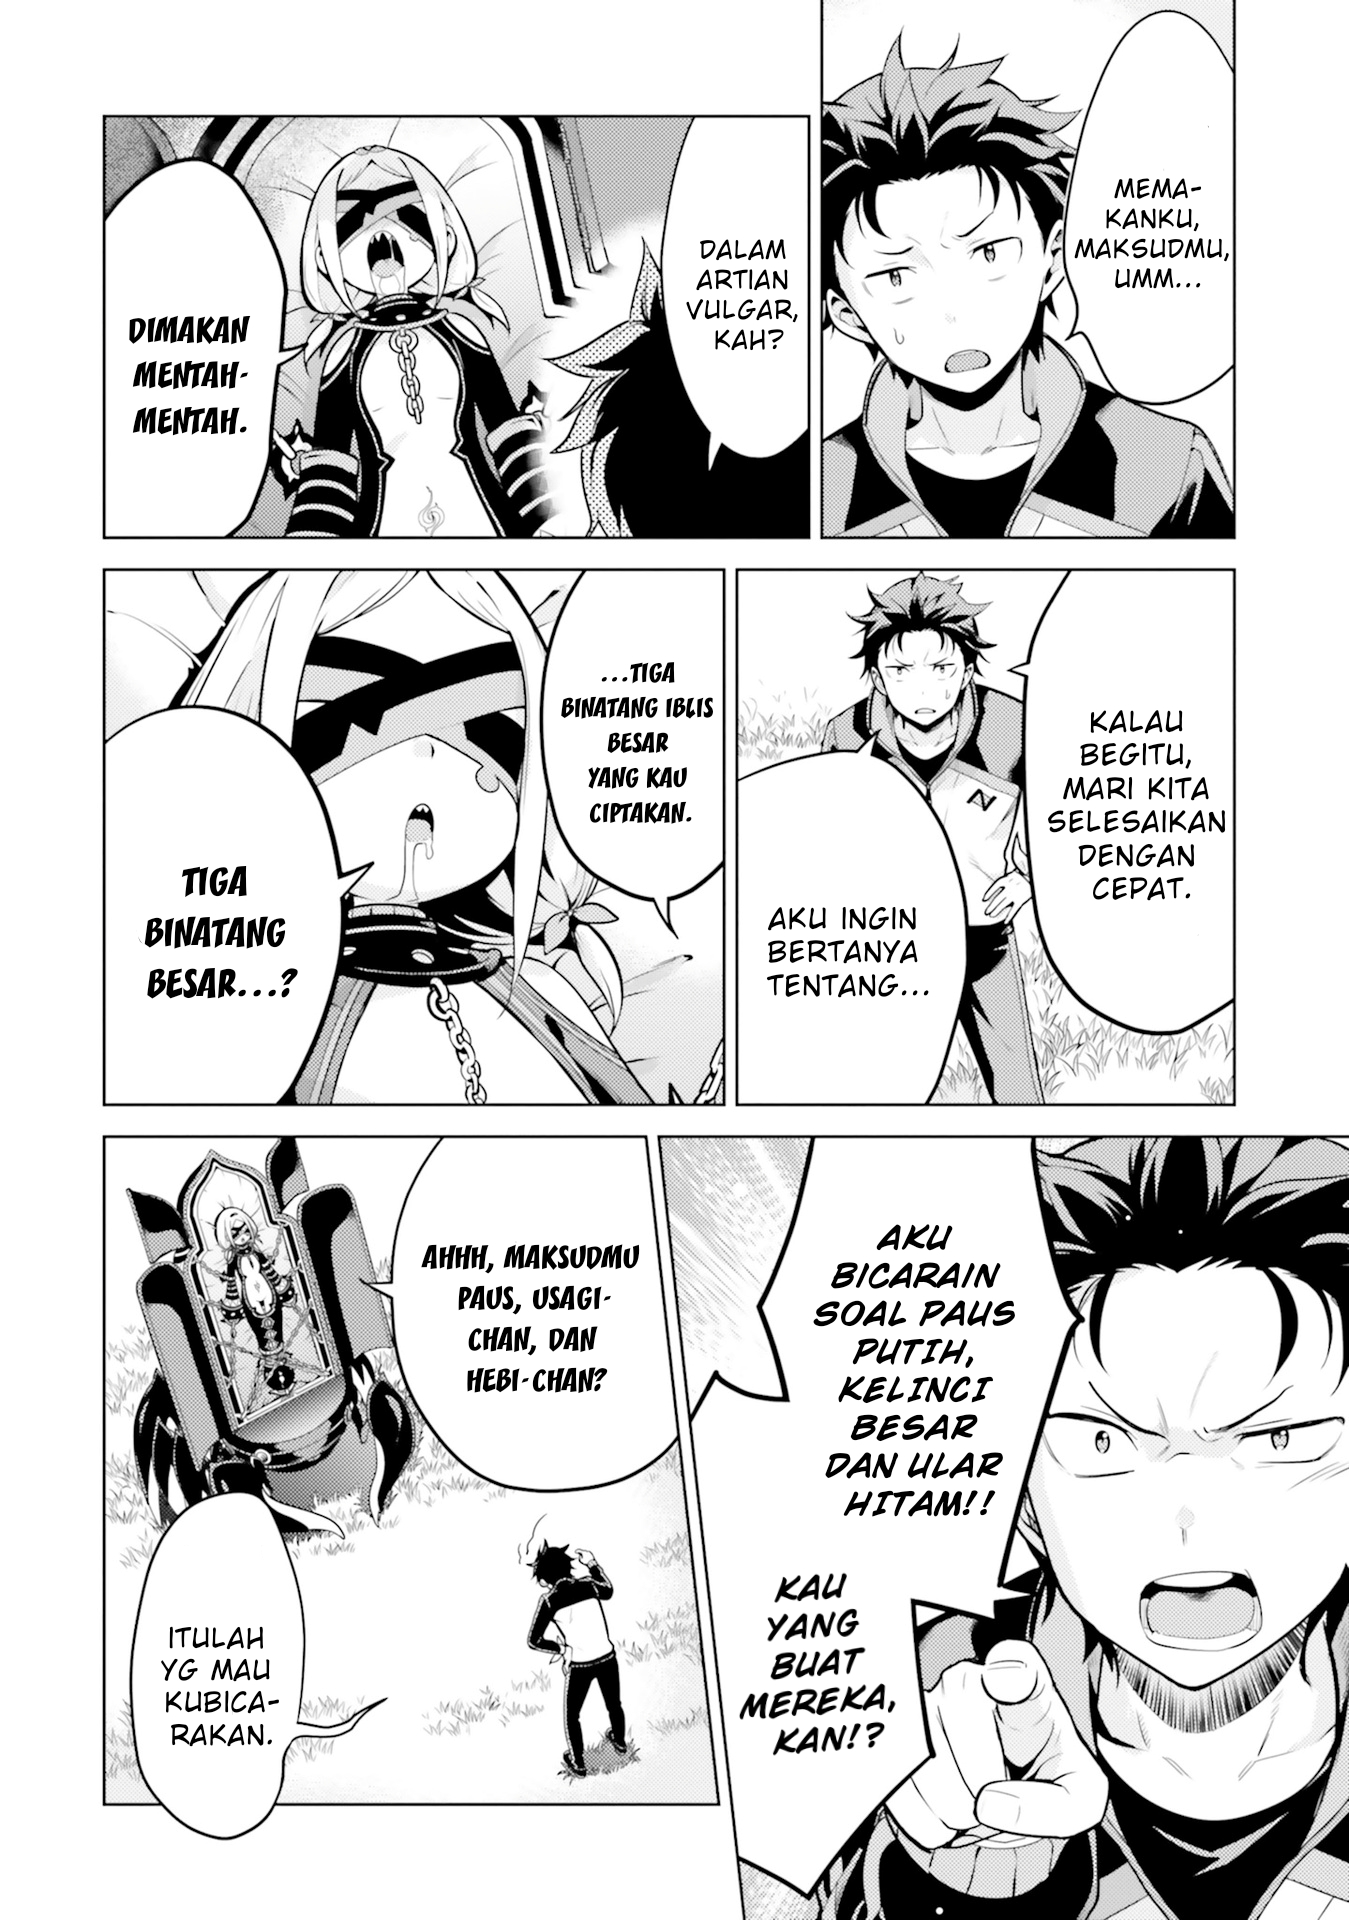 MEMA-
KANKU,
MAKSUDMU,
UMM...
DALAM
ARTIAN
VULGAR,
KAH?
DIMAKAN
MENTAH-
MENTAH.
KALAU
BEGITU,
MARI KITA
SELESAIKAN
DENGAN
CEPAT.
AKU INGIN
BERTANYA
TENTANG...
...TIGA
BINATANG IBLIS
BESAR
YANG KAU
CIPTAKAN.
TIGA
BINATANG
BESAR...?
AKU
BICARAIN
SOAL PAUS
PUTIH,
KELINCI
BESAR
DAN ULAR
HITAM!!
KAU
YANG
BUAT
MEREKA,
KAN!?
AHHH, MAKSUDMU
PAUS, USAGI-
CHAN, DAN
HEBI-CHAN?
ITULAH
YG MAU
KUBICA-
RAKAN.